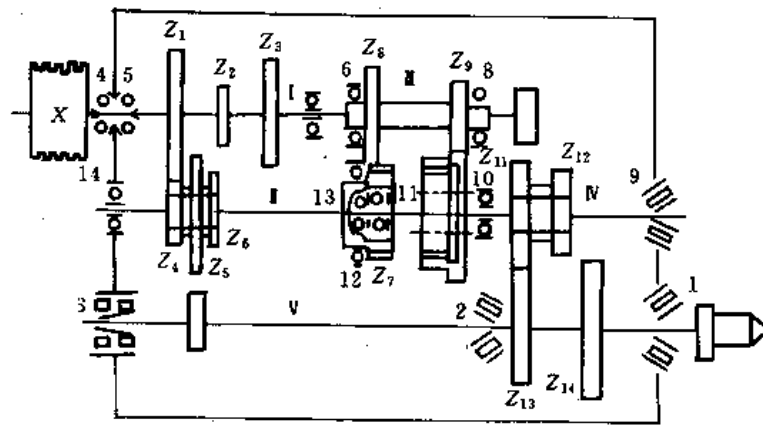 Z₁
Z₃
Z₈
Z₉
4 5
Z₂
6
Ⅲ
8
X
Ⅰ
Z₁₁
Z₁₂
14
Ⅱ
13
11
10
Ⅳ
9
Z₆
Z₄
Z₅
12
Z₇
3
Ⅴ
2
1
Z₁₃
Z₁₄